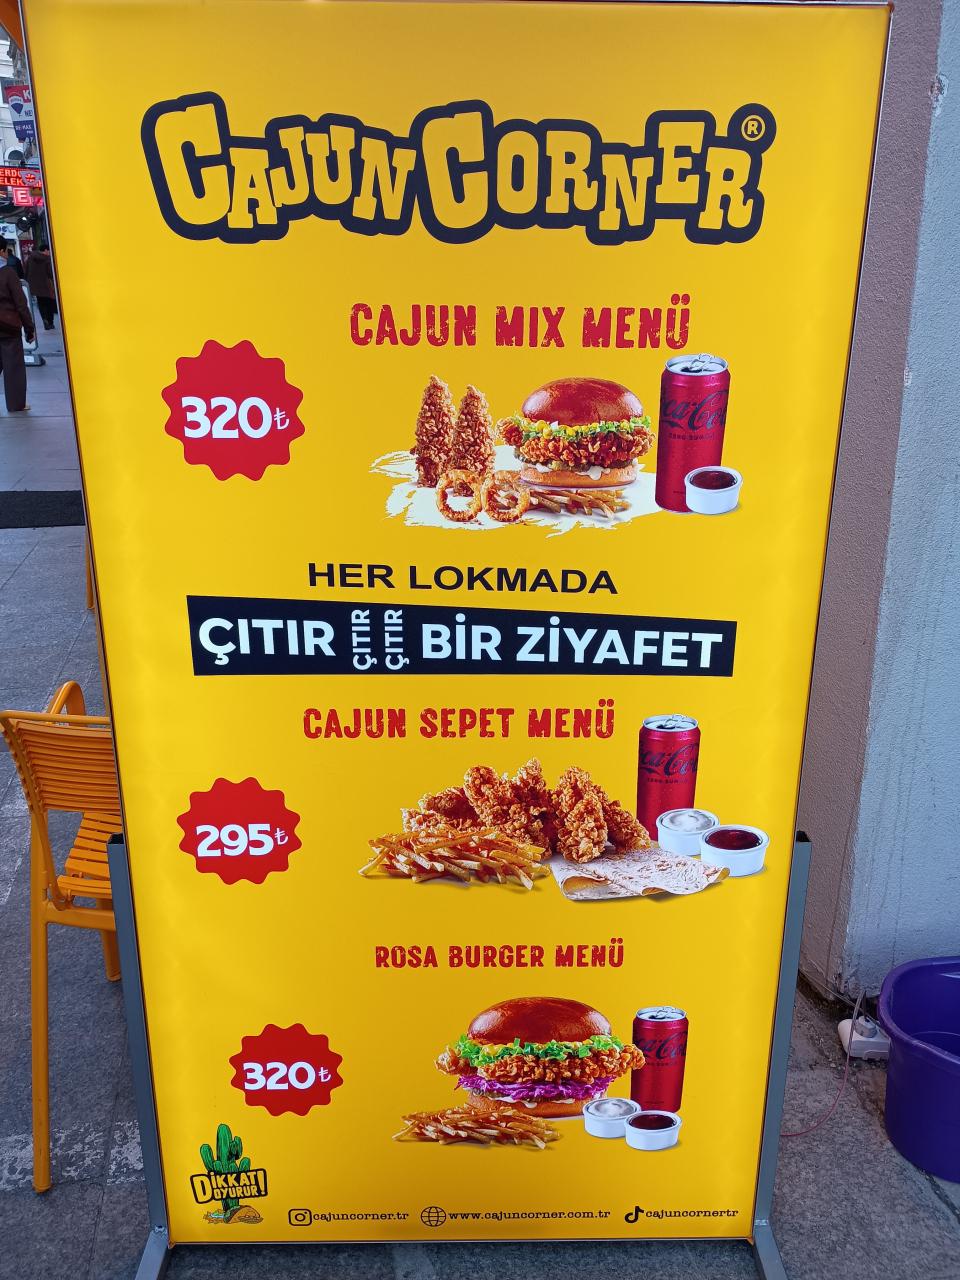 CAJUN CORNER®
CAJUN MIX MENÜ
320₺
HER LOKMADA
ÇITIR ÇITIR ÇITIR BİR ZİYAFET
CAJUN SEPET MENÜ
295₺
ROSA BURGER MENÜ
320₺
DİKKAT!
DOYURUR!
cajuncorner.tr www.cajuncorner.com.tr cajuncornertr